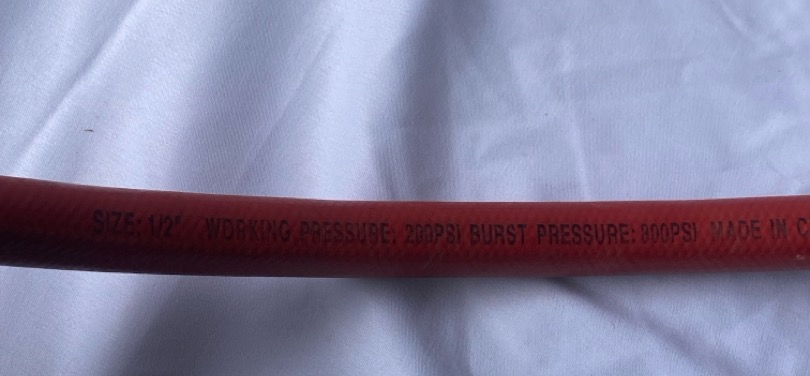 SIZE: 1/2" WORKING PRESSURE: 200PSI BURST PRESSURE: 800PSI MADE IN C